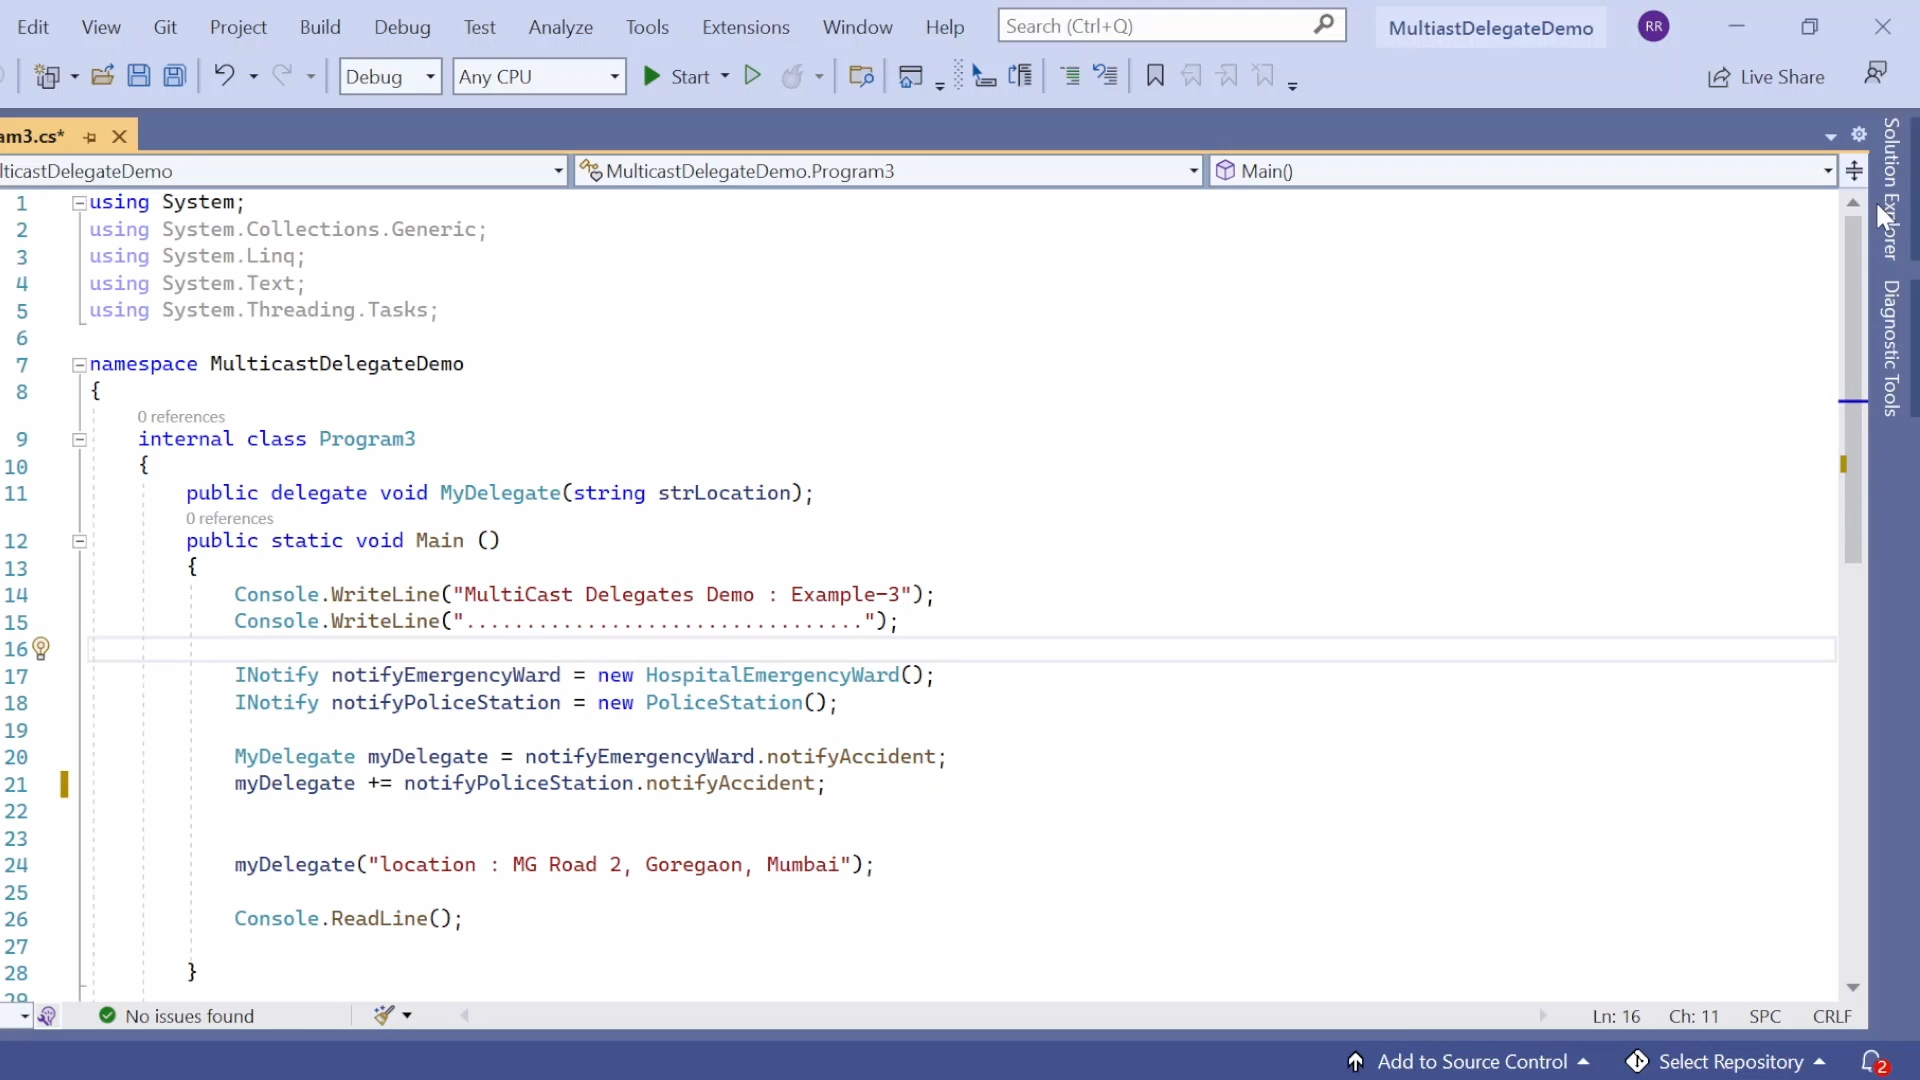 Edit View Git Project Build Debug Test Analyze Tools Extensions Window Help Search (Ctrl+Q) MultiastDelegateDemo RR
Debug Any CPU Start Live Share
am3.cs*
lticastDelegateDemo MulticastDelegateDemo.Program3 Main()
1 using System;
2 using System.Collections.Generic;
3 using System.Linq;
4 using System.Text;
5 using System.Threading.Tasks;
6
7 namespace MulticastDelegateDemo
8 {
0 references
9 internal class Program3
10 {
11 public delegate void MyDelegate(string strLocation);
0 references
12 public static void Main ()
13 {
14 Console.WriteLine("MultiCast Delegates Demo : Example-3");
15 Console.WriteLine(".................................");
16
17 INotify notifyEmergencyWard = new HospitalEmergencyWard();
18 INotify notifyPoliceStation = new PoliceStation();
19
20 MyDelegate myDelegate = notifyEmergencyWard.notifyAccident;
21 myDelegate += notifyPoliceStation.notifyAccident;
22
23
24 myDelegate("location : MG Road 2, Goregaon, Mumbai");
25
26 Console.ReadLine();
27
28 }
29
Solution Explorer
Diagnostic Tools
No issues found Ln: 16 Ch: 11 SPC CRLF
Add to Source Control Select Repository 2